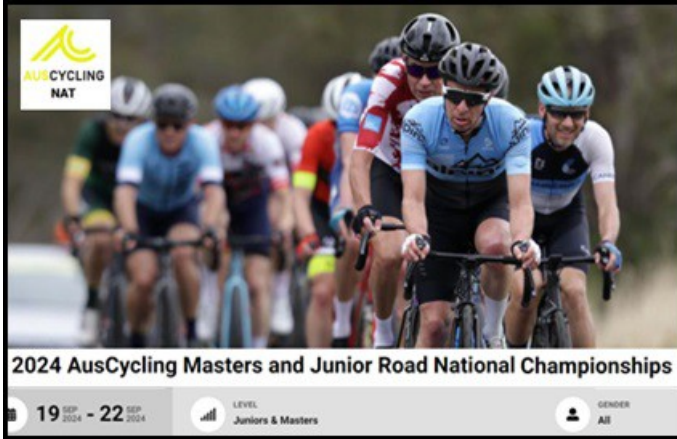 AUSCYCLING
NAT
2024 AusCycling Masters and Junior Road National Championships
19 SEP 2024 - 22 SEP 2024
LEVEL
Juniors & Masters
GENDER
All